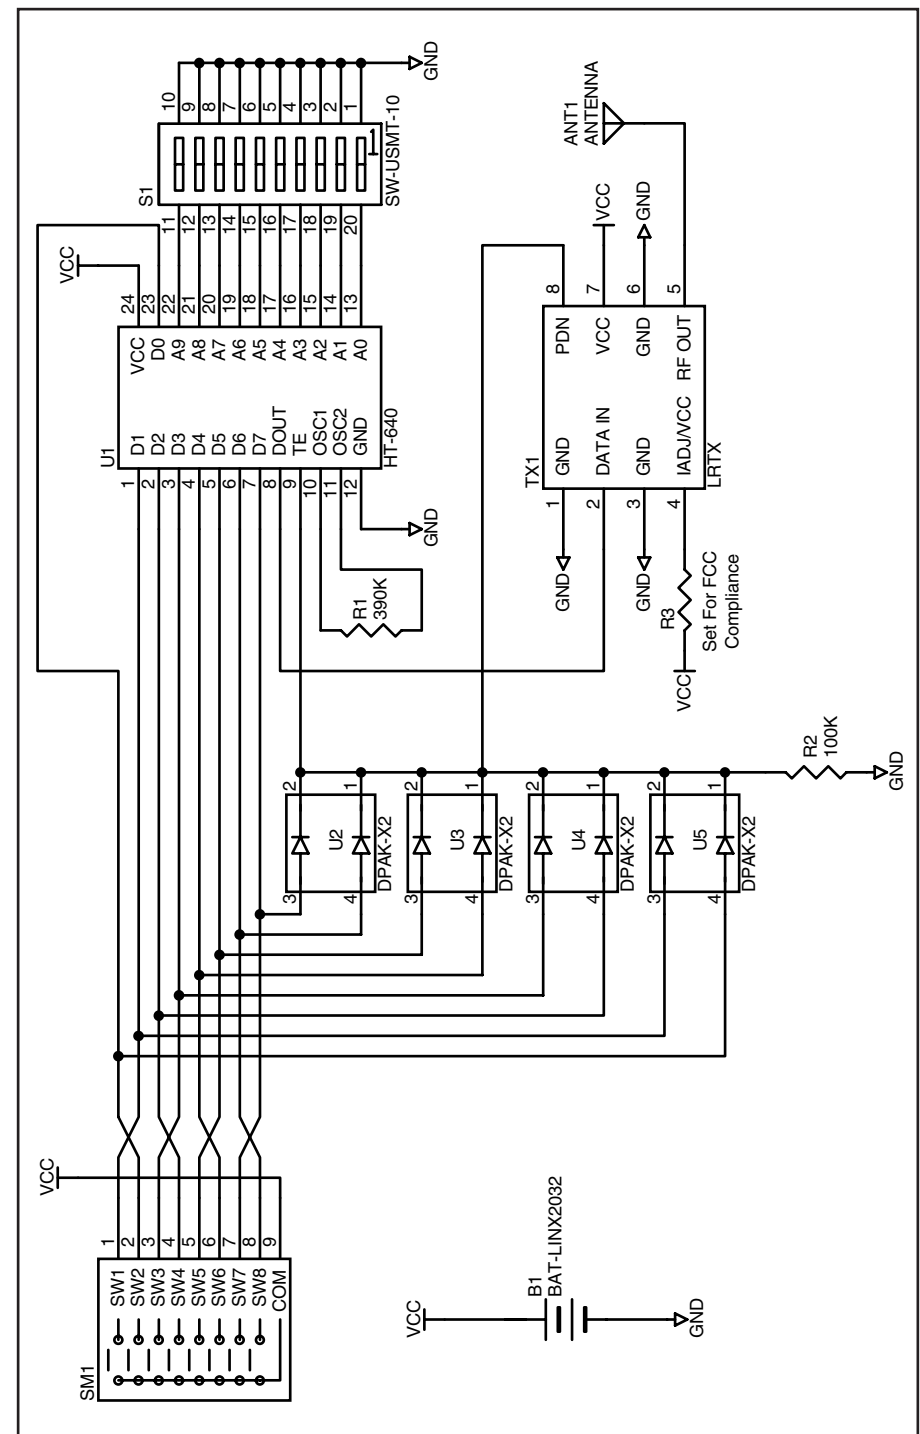 GND
10
9
8
7
6
5
4
3
2
1
S1
1
SW-USMT-10
11
12
13
14
15
16
17
18
19
20
VCC
24
23
22
21
20
19
18
17
16
15
14
13
VCC
D0
A9
A8
A7
A6
A5
A4
A3
A2
A1
A0
U1
D1
D2
D3
D4
D5
D6
D7
DOUT
TE
OSC1
OSC2
GND
HT-640
1
2
3
4
5
6
7
8
9
10
11
12
GND
R1
390K
ANT1
ANTENNA
VCC
GND
8
7
6
5
PDN
VCC
GND
RF OUT
TX1
GND
DATA IN
GND
IADJ/VCC
LRTX
1
2
3
4
GND
GND
R3
Set For FCC
Compliance
VCC
R2
100K
GND
2
1
U2
DPAK-X2
3
4
2
1
U3
DPAK-X2
3
4
2
1
U4
DPAK-X2
3
4
2
1
U5
DPAK-X2
3
4
VCC
1
2
3
4
5
6
7
8
9
SW1
SW2
SW3
SW4
SW5
SW6
SW7
SW8
COM
SM1
VCC
B1
BAT-LINX2032
GND